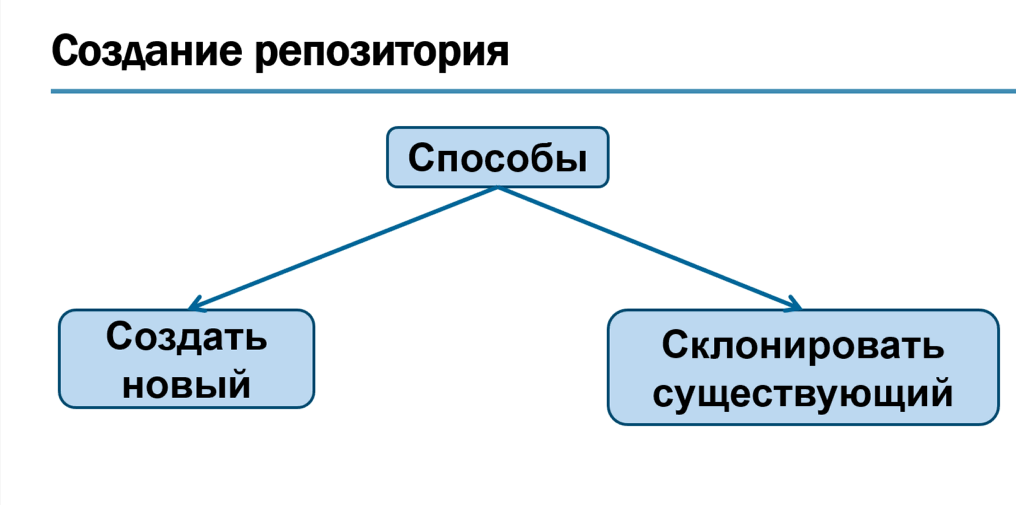 Создание репозитория
Способы
Создать
новый
Склонировать
существующий